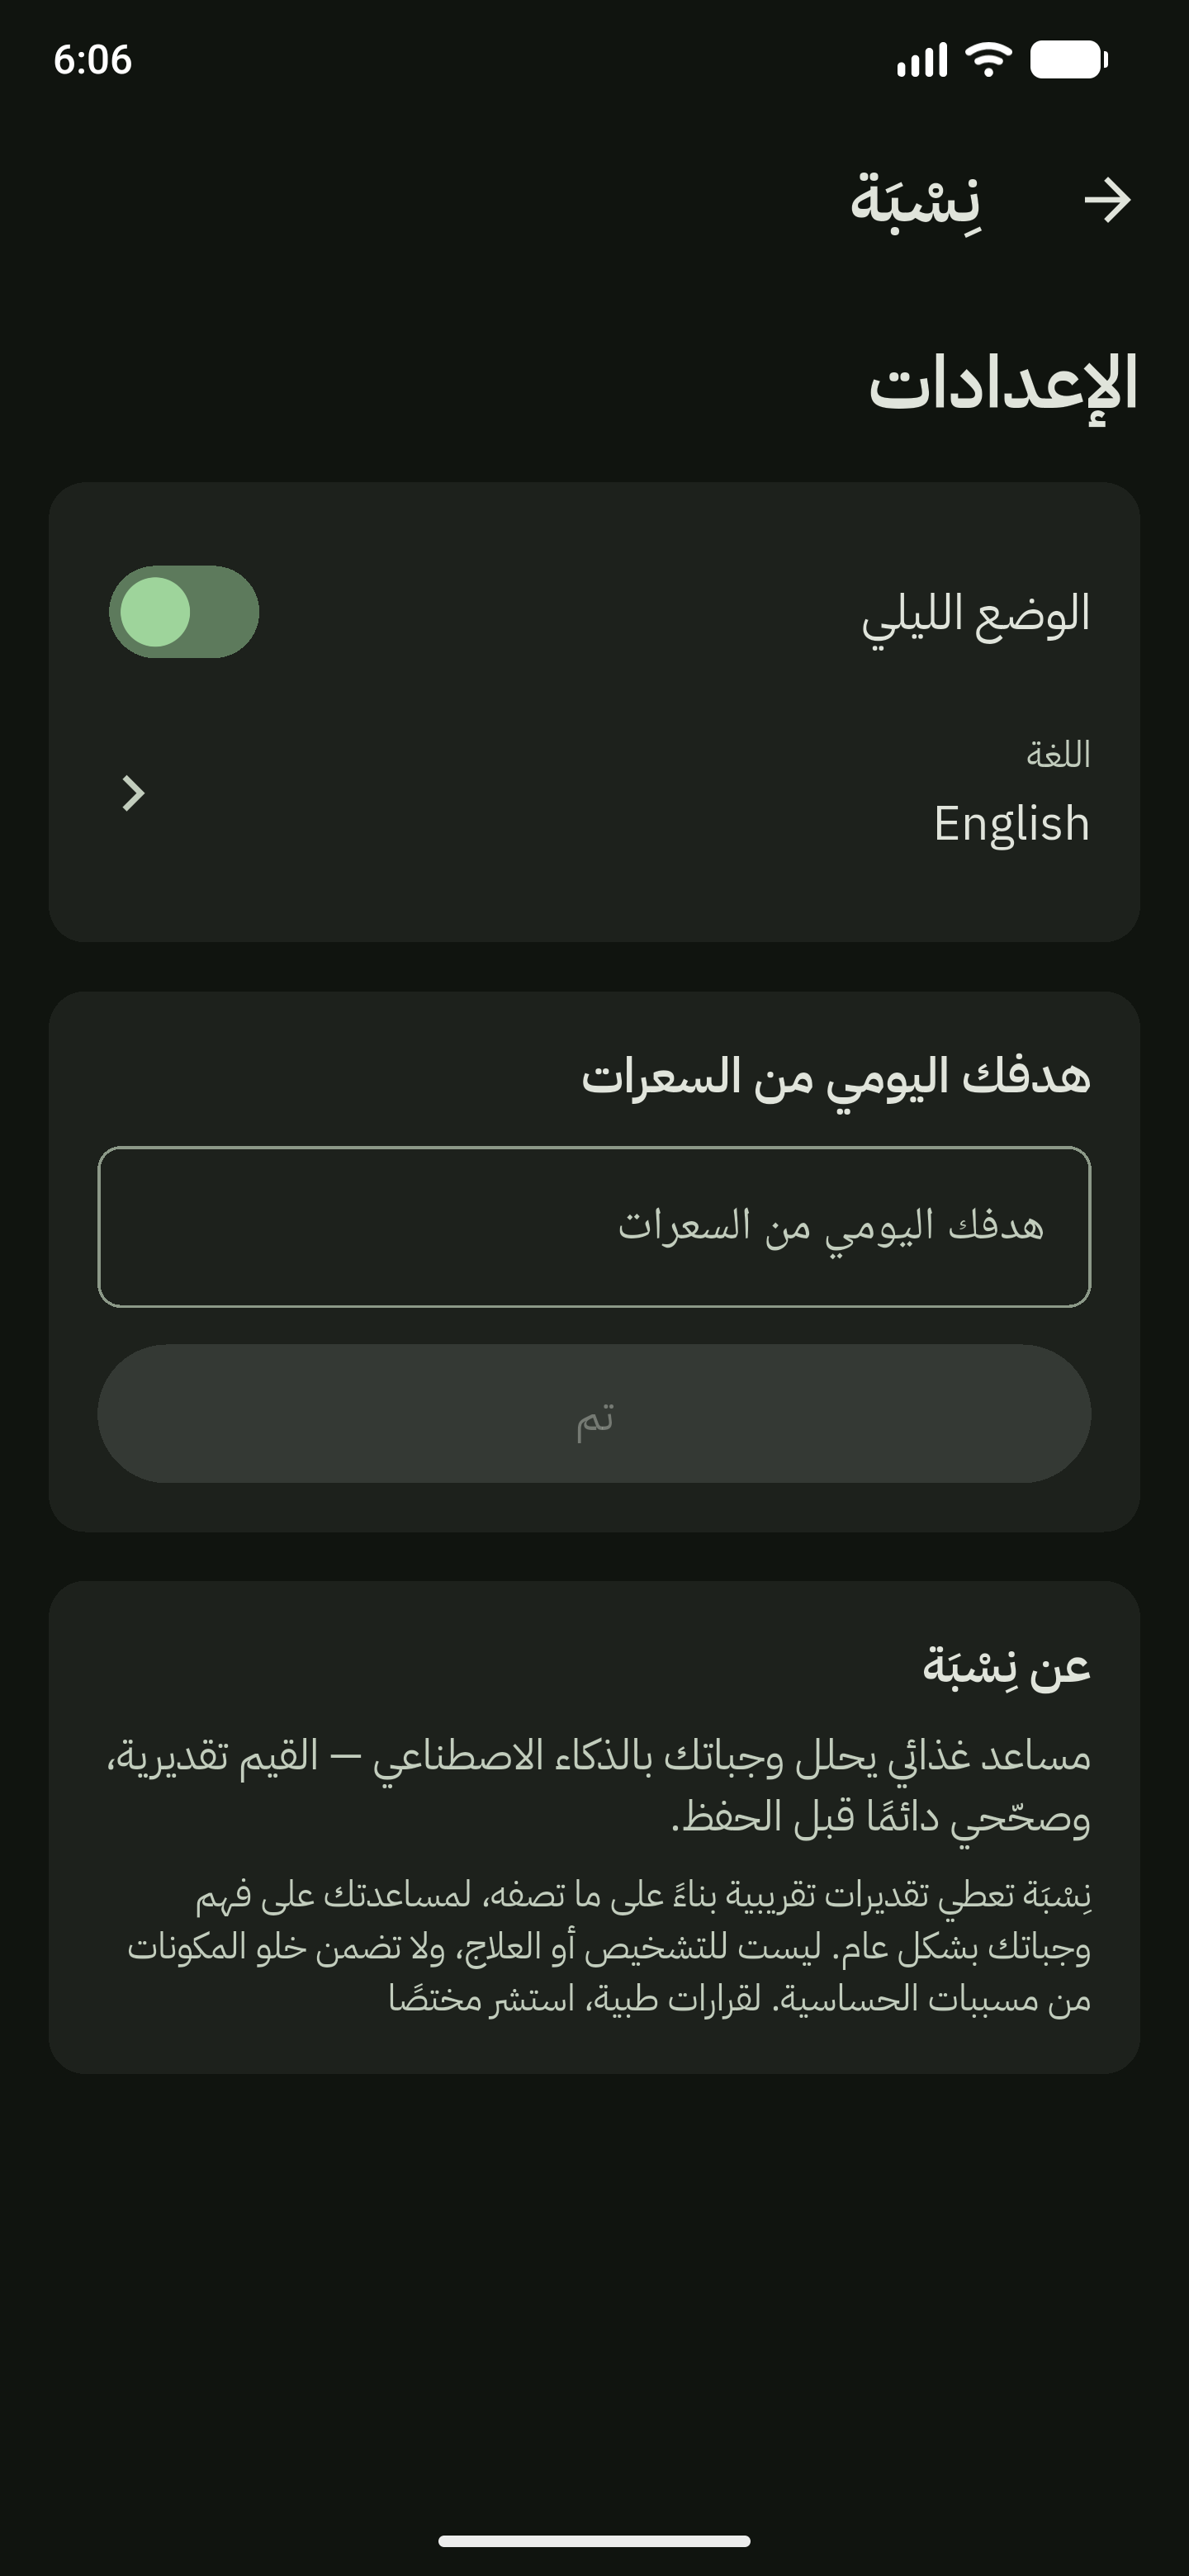 6:06
نِسْبَة
الإعدادات
الوضع الليلي
اللغة
English
هدفك اليومي من السعرات
هدفك اليومي من السعرات
تم
عن نِسْبَة
مساعد غذائي يحلل وجباتك بالذكاء الاصطناعي — القيم تقديرية،
وصحّحي دائمًا قبل الحفظ.
نِسْبَة تعطي تقديرات تقريبية بناءً على ما تصفه، لمساعدتك على فهم
وجباتك بشكل عام. ليست للتشخيص أو العلاج، ولا تضمن خلو المكونات
من مسببات الحساسية. لقرارات طبية، استشر مختصًا